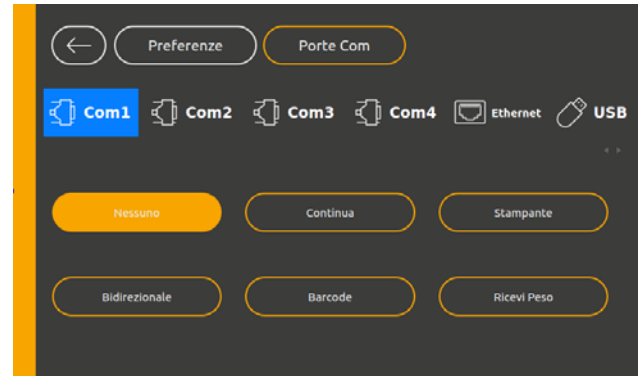 Preferenze Porte Com
Com1 Com2 Com3 Com4 Ethernet USB
Nessuno Continua Stampante
Bidirezionale Barcode Ricevi Peso